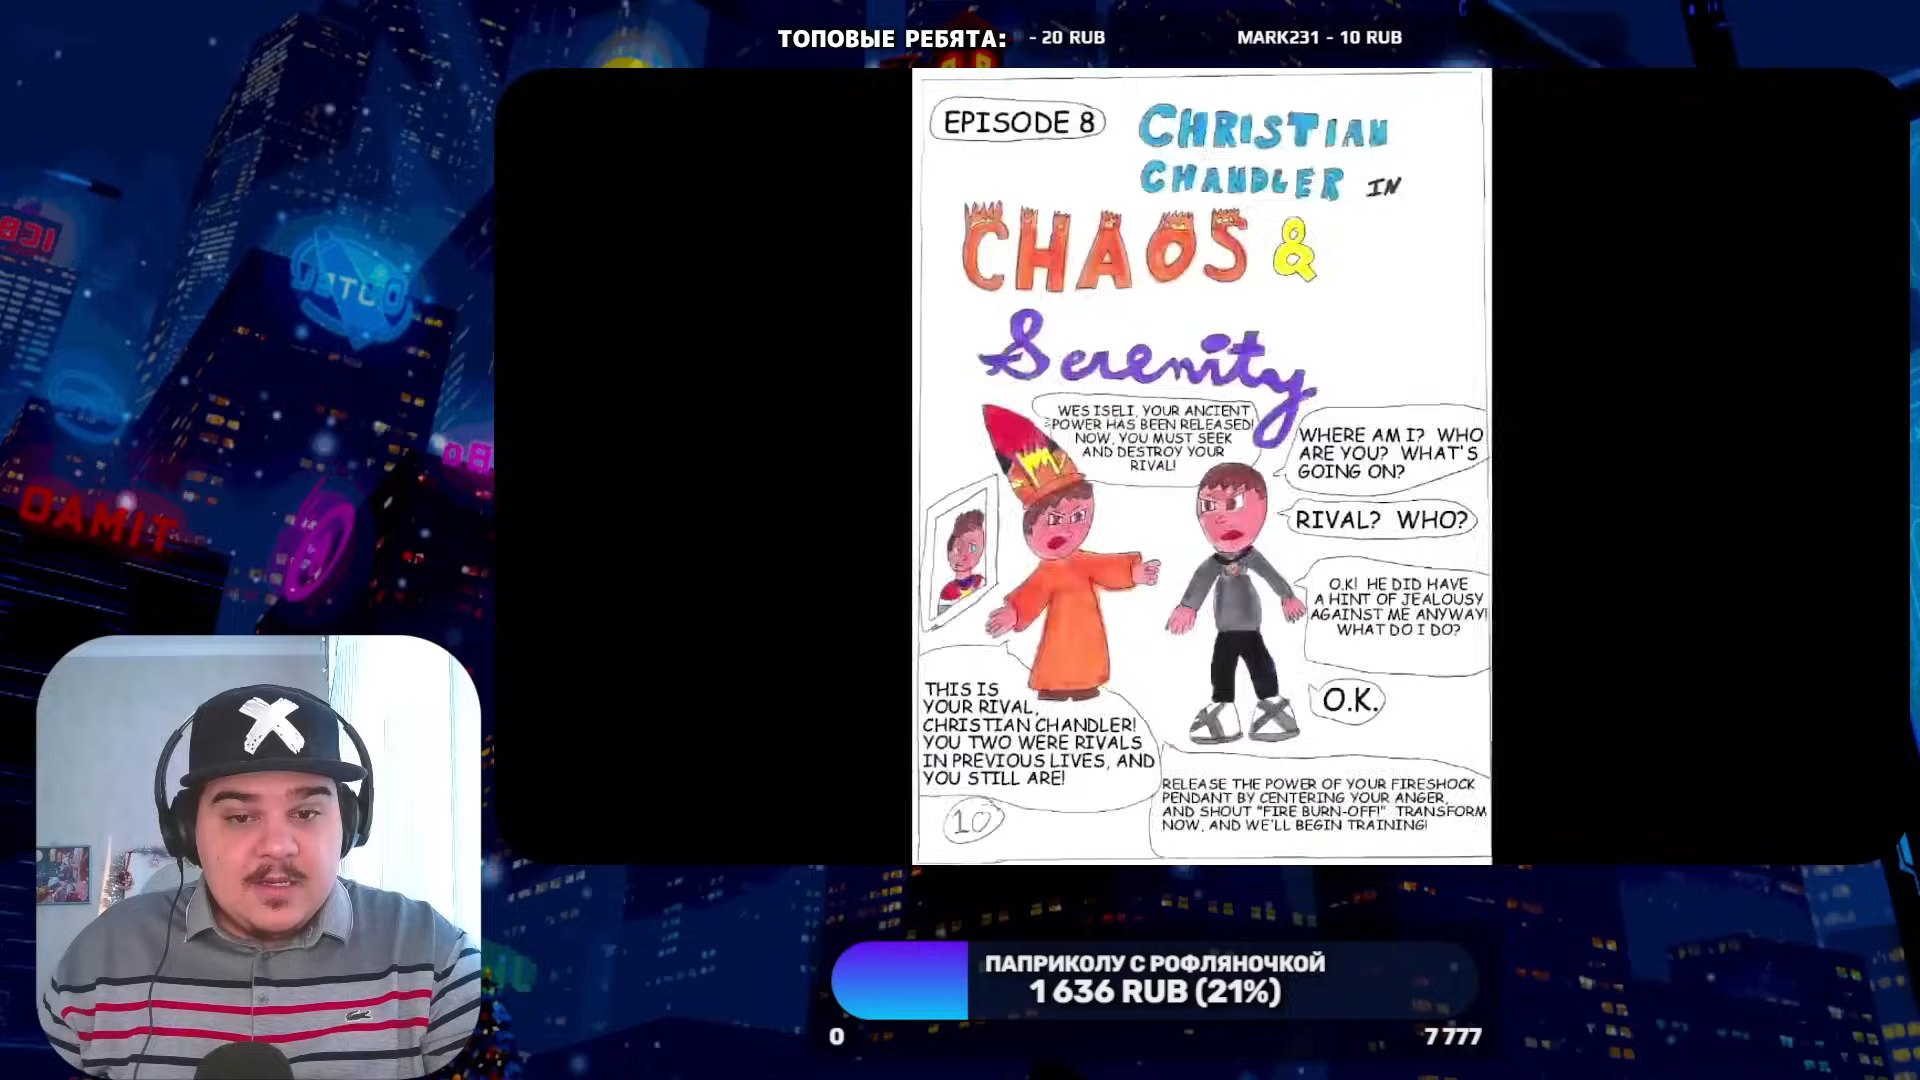 ТОПОВЫЕ РЕБЯТА: - 20 RUB MARK231 - 10 RUB
EPISODE 8
CHRISTIAN
CHANDLER IN
CHAOS &
Serenity
WES ISELI, YOUR ANCIENT
POWER HAS BEEN RELEASED!
NOW, YOU MUST SEEK
AND DESTROY YOUR
RIVAL!
WHERE AM I? WHO
ARE YOU? WHAT'S
GOING ON?
RIVAL? WHO?
THIS IS
YOUR RIVAL,
CHRISTIAN CHANDLER!
YOU TWO WERE RIVALS
IN PREVIOUS LIVES, AND
YOU STILL ARE!
O.K! HE DID HAVE
A HINT OF JEALOUSY
AGAINST ME ANYWAY!
WHAT DO I DO?
O.K.
RELEASE THE POWER OF YOUR FIRESHOCK
PENDANT BY CENTERING YOUR ANGER,
AND SHOUT "FIRE BURN-OFF!" TRANSFORM
NOW, AND WE'LL BEGIN TRAINING!
10
OUTEЯ
OAMIT
X
ПАПРИКОЛУ С РОФЛЯНОЧКОЙ
1 636 RUB (21%)
0 7 777